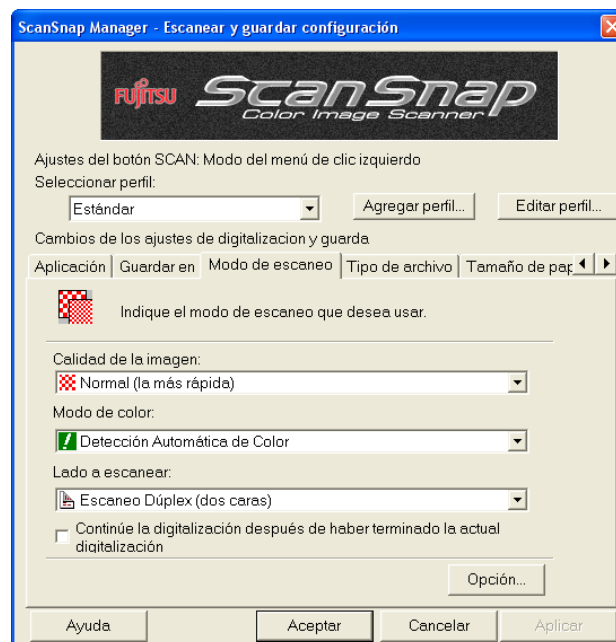 ScanSnap Manager - Escanear y guardar configuración
FUJITSU ScanSnap
Color Image Scanner
Ajustes del botón SCAN: Modo del menú de clic izquierdo
Seleccionar perfil:
Estándar Agregar perfil... Editar perfil...
Cambios de los ajustes de digitalizacion y guarda
Aplicación Guardar en Modo de escaneo Tipo de archivo Tamaño de pap
Indique el modo de escaneo que desea usar.
Calidad de la imagen:
Normal (la más rápida)
Modo de color:
Detección Automática de Color
Lado a escanear:
Escaneo Dúplex (dos caras)
Continúe la digitalización después de haber terminado la actual
digitalización
Opción...
Ayuda Aceptar Cancelar Aplicar